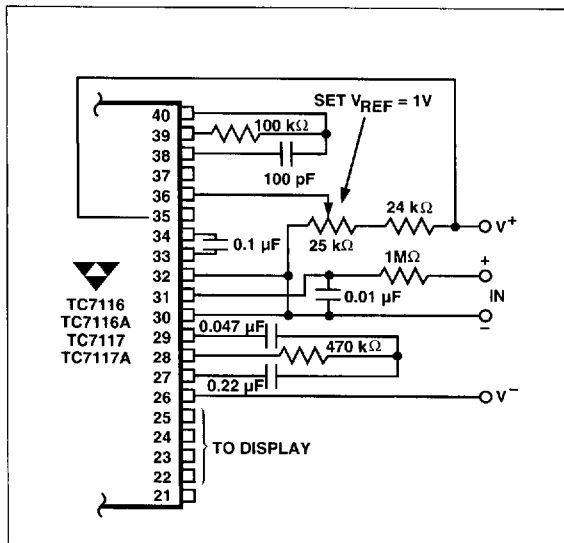 SET VREF = 1V
40
39
38
37
36
35
34
33
32
31
30
29
28
27
26
25
24
23
22
21
100 kΩ
100 pF
24 kΩ
25 kΩ
V+
0.1 µF
1MΩ
+
IN
–
0.01 µF
TC7116
TC7116A
TC7117
TC7117A
0.047 µF
470 kΩ
0.22 µF
V–
TO DISPLAY